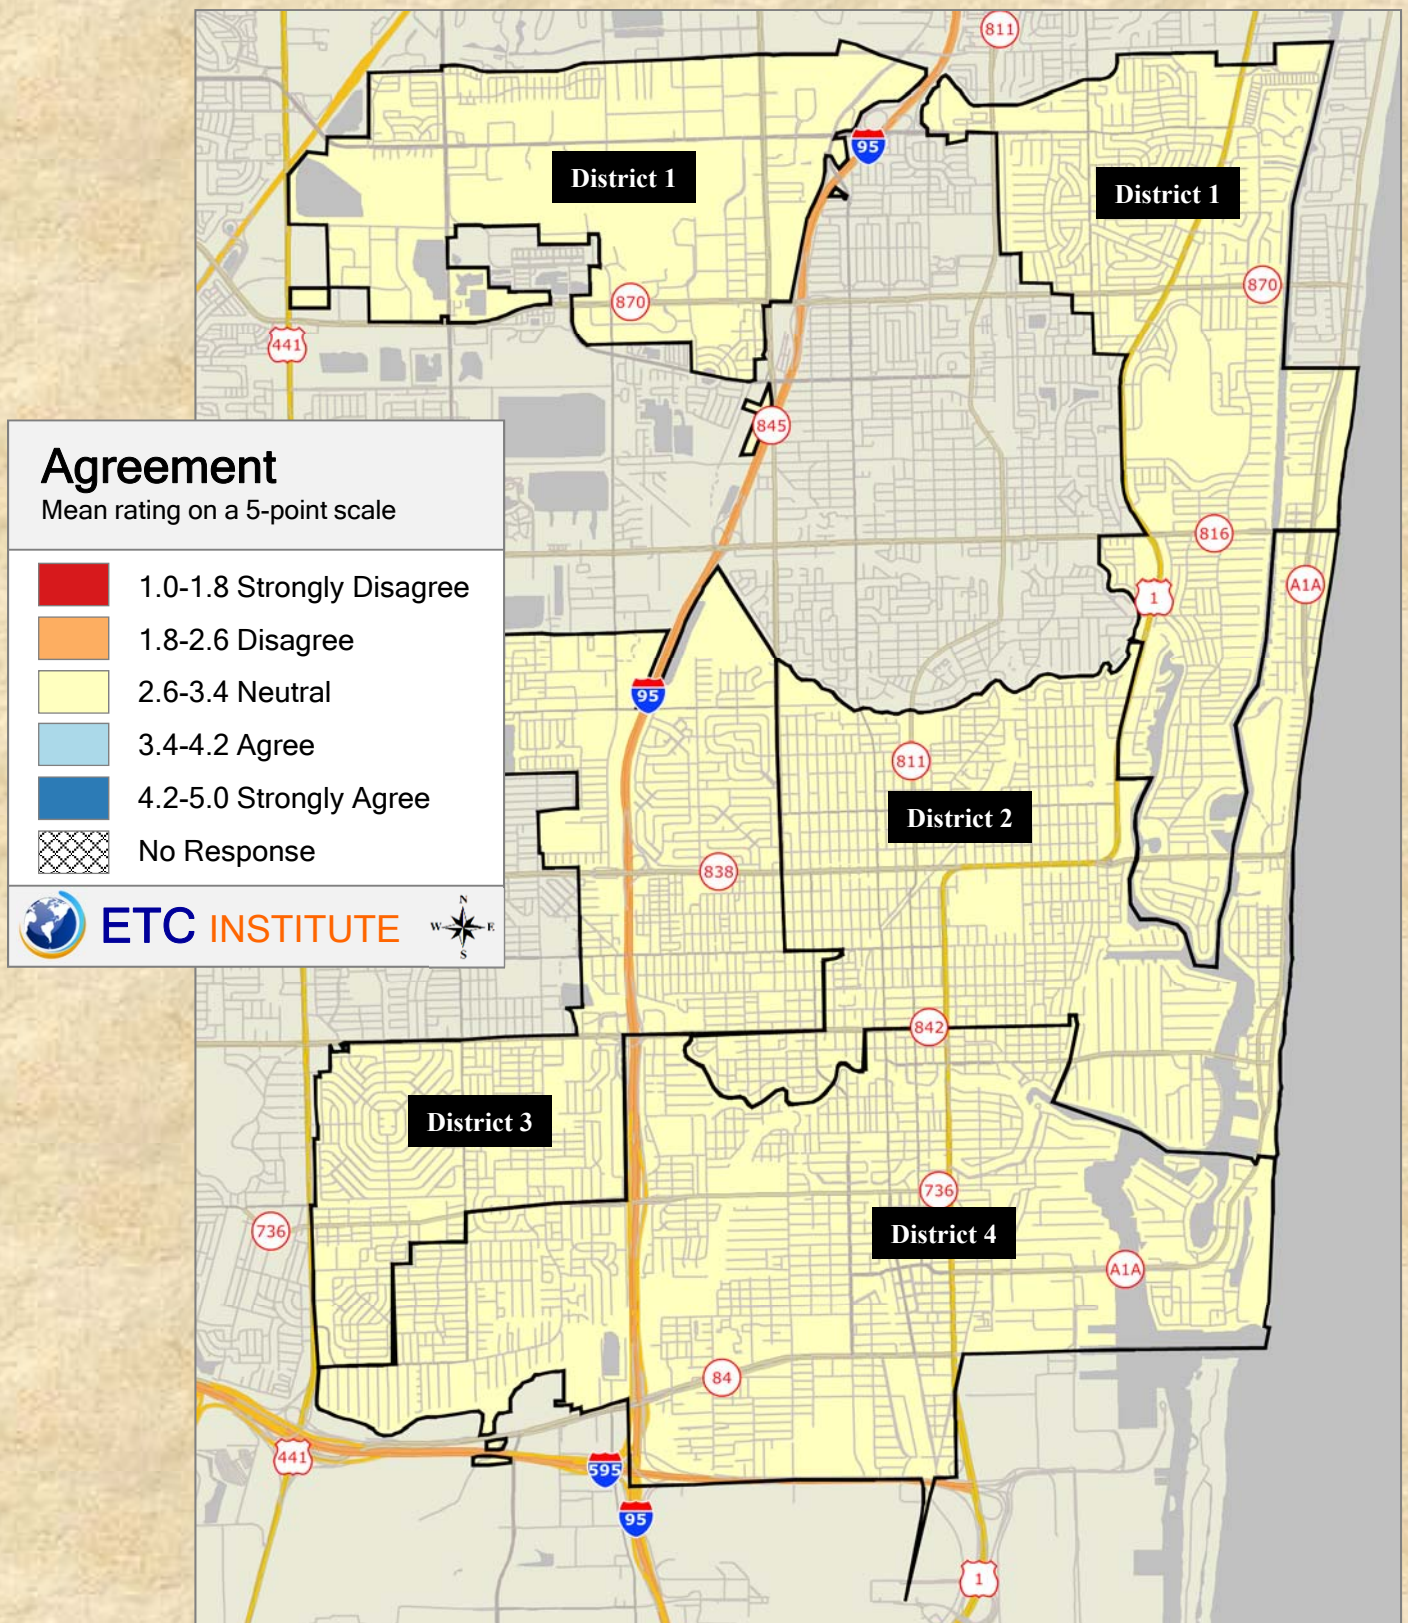 811
95
District 1
District 1
870
870
441
845
Agreement
Mean rating on a 5-point scale
1.0-1.8 Strongly Disagree
1.8-2.6 Disagree
2.6-3.4 Neutral
3.4-4.2 Agree
4.2-5.0 Strongly Agree
No Response
ETC INSTITUTE
N
W E
S
816
A1A
1
95
811
District 2
838
842
District 3
736
736
District 4
A1A
84
441
595
95
1